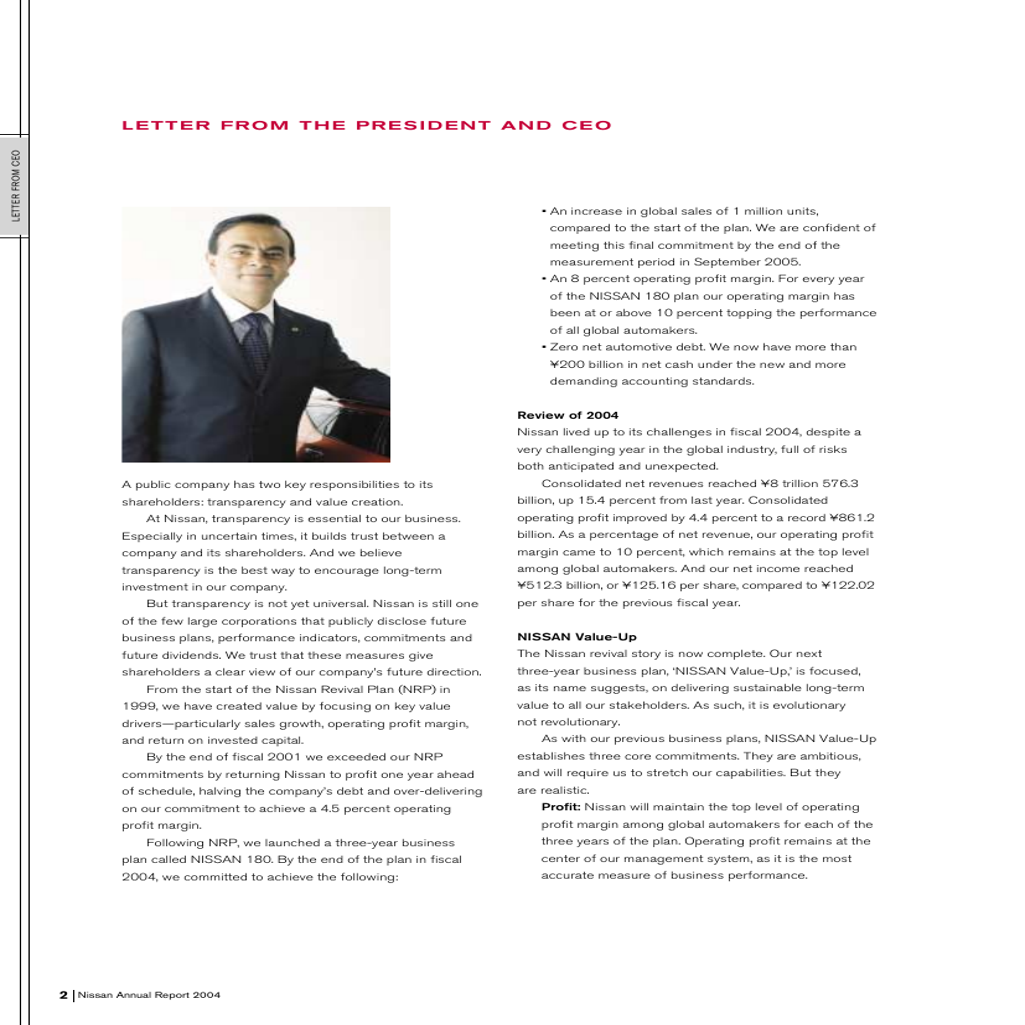 LETTER FROM THE PRESIDENT AND CEO
LETTER FROM CEO
A public company has two key responsibilities to its
shareholders: transparency and value creation.
At Nissan, transparency is essential to our business.
Especially in uncertain times, it builds trust between a
company and its shareholders. And we believe
transparency is the best way to encourage long-term
investment in our company.
But transparency is not yet universal. Nissan is still one
of the few large corporations that publicly disclose future
business plans, performance indicators, commitments and
future dividends. We trust that these measures give
shareholders a clear view of our company's future direction.
From the start of the Nissan Revival Plan (NRP) in
1999, we have created value by focusing on key value
drivers—particularly sales growth, operating profit margin,
and return on invested capital.
By the end of fiscal 2001 we exceeded our NRP
commitments by returning Nissan to profit one year ahead
of schedule, halving the company's debt and over-delivering
on our commitment to achieve a 4.5 percent operating
profit margin.
Following NRP, we launched a three-year business
plan called NISSAN 180. By the end of the plan in fiscal
2004, we committed to achieve the following:
• An increase in global sales of 1 million units,
compared to the start of the plan. We are confident of
meeting this final commitment by the end of the
measurement period in September 2005.
• An 8 percent operating profit margin. For every year
of the NISSAN 180 plan our operating margin has
been at or above 10 percent topping the performance
of all global automakers.
• Zero net automotive debt. We now have more than
¥200 billion in net cash under the new and more
demanding accounting standards.
Review of 2004
Nissan lived up to its challenges in fiscal 2004, despite a
very challenging year in the global industry, full of risks
both anticipated and unexpected.
Consolidated net revenues reached ¥8 trillion 576.3
billion, up 15.4 percent from last year. Consolidated
operating profit improved by 4.4 percent to a record ¥861.2
billion. As a percentage of net revenue, our operating profit
margin came to 10 percent, which remains at the top level
among global automakers. And our net income reached
¥512.3 billion, or ¥125.16 per share, compared to ¥122.02
per share for the previous fiscal year.
NISSAN Value-Up
The Nissan revival story is now complete. Our next
three-year business plan, 'NISSAN Value-Up,' is focused,
as its name suggests, on delivering sustainable long-term
value to all our stakeholders. As such, it is evolutionary
not revolutionary.
As with our previous business plans, NISSAN Value-Up
establishes three core commitments. They are ambitious,
and will require us to stretch our capabilities. But they
are realistic.
Profit: Nissan will maintain the top level of operating
profit margin among global automakers for each of the
three years of the plan. Operating profit remains at the
center of our management system, as it is the most
accurate measure of business performance.
2 | Nissan Annual Report 2004